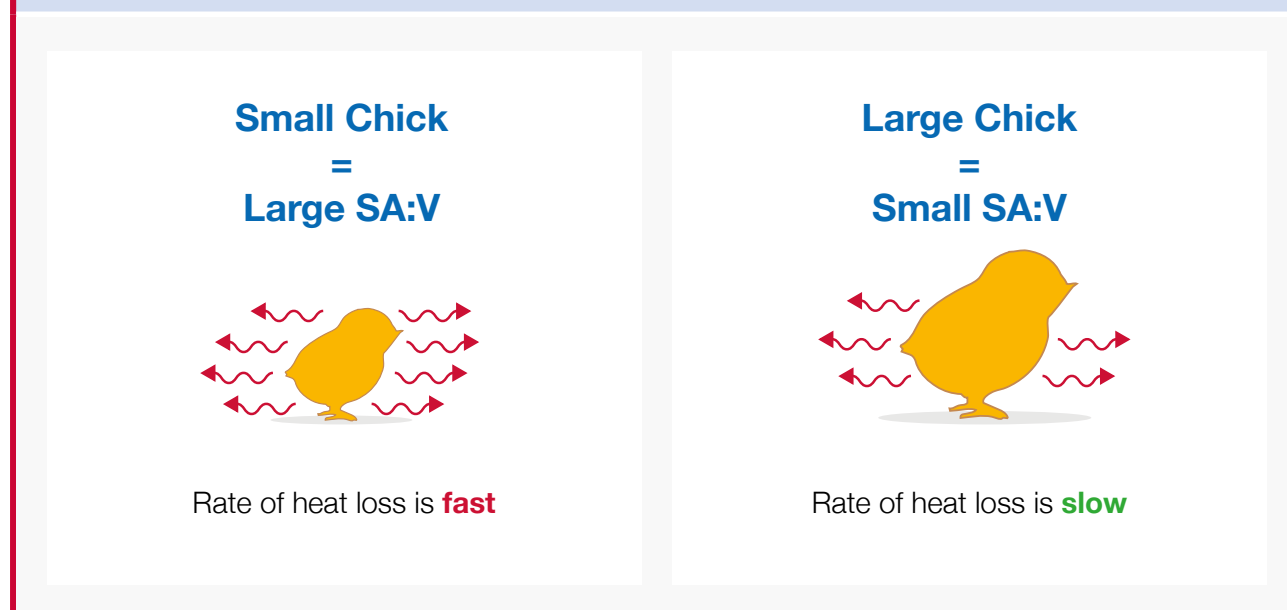 Small Chick
=
Large SA:V
Rate of heat loss is fast
Large Chick
=
Small SA:V
Rate of heat loss is slow